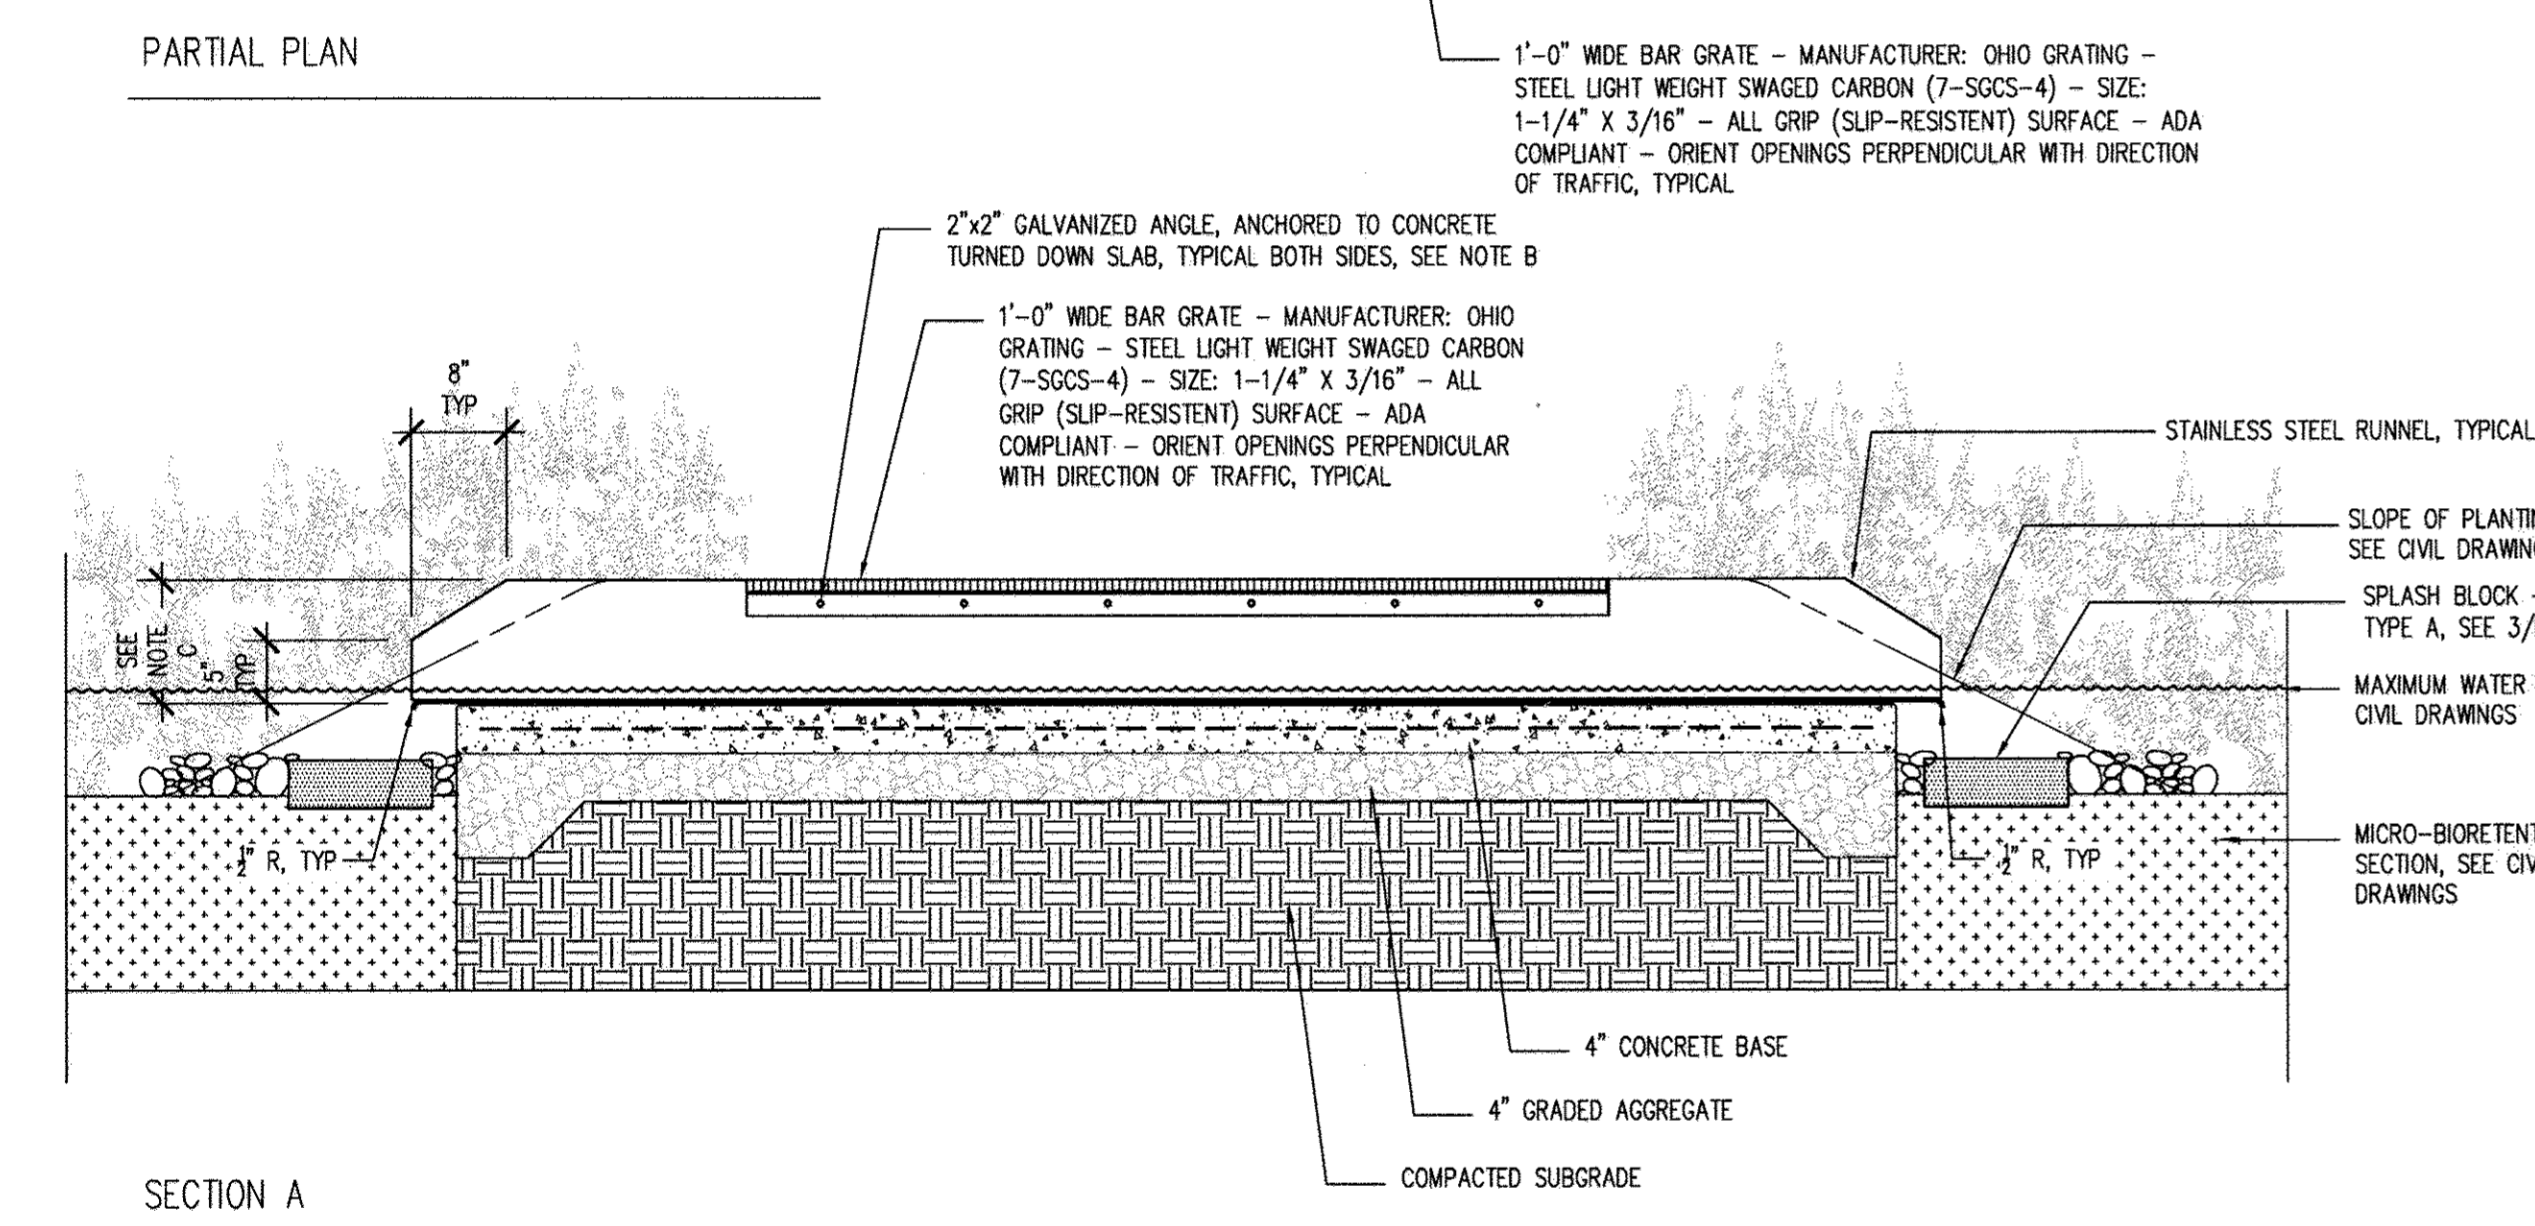 PARTIAL PLAN
1'-0" WIDE BAR GRATE - MANUFACTURER: OHIO GRATING -
STEEL LIGHT WEIGHT SWAGED CARBON (7-SGCS-4) - SIZE:
1-1/4" X 3/16" - ALL GRIP (SLIP-RESISTENT) SURFACE - ADA
COMPLIANT - ORIENT OPENINGS PERPENDICULAR WITH DIRECTION
OF TRAFFIC, TYPICAL
2"x2" GALVANIZED ANGLE, ANCHORED TO CONCRETE
TURNED DOWN SLAB, TYPICAL BOTH SIDES, SEE NOTE B
1'-0" WIDE BAR GRATE - MANUFACTURER: OHIO
GRATING - STEEL LIGHT WEIGHT SWAGED CARBON
(7-SGCS-4) - SIZE: 1-1/4" X 3/16" - ALL
GRIP (SLIP-RESISTENT) SURFACE - ADA
COMPLIANT - ORIENT OPENINGS PERPENDICULAR
WITH DIRECTION OF TRAFFIC, TYPICAL
8"
TYP
STAINLESS STEEL RUNNEL, TYPICAL
SLOPE OF PLANTI
SEE CIVIL DRAWING
SPLASH BLOCK -
TYPE A, SEE 3/
SEE
NOTE
C
5"
TYP
MAXIMUM WATER
CIVIL DRAWINGS
½" R, TYP
½" R, TYP
MICRO-BIORETENT
SECTION, SEE CIV
DRAWINGS
4" CONCRETE BASE
4" GRADED AGGREGATE
COMPACTED SUBGRADE
SECTION A